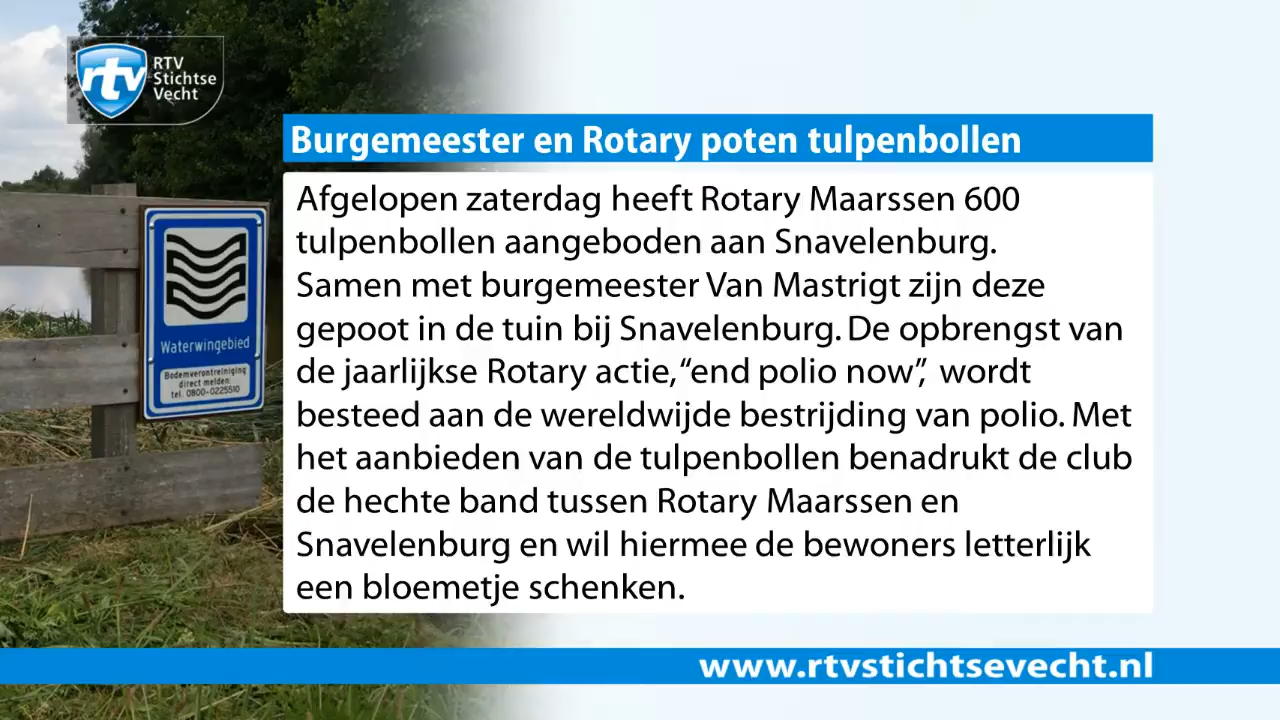 rtv
RTV
Stichtse
Vecht
Burgemeester en Rotary poten tulpenbollen
Afgelopen zaterdag heeft Rotary Maarssen 600
tulpenbollen aangeboden aan Snavelenburg.
Samen met burgemeester Van Mastrigt zijn deze
gepoot in de tuin bij Snavelenburg. De opbrengst van
de jaarlijkse Rotary actie, “end polio now”, wordt
besteed aan de wereldwijde bestrijding van polio. Met
het aanbieden van de tulpenbollen benadrukt de club
de hechte band tussen Rotary Maarssen en
Snavelenburg en wil hiermee de bewoners letterlijk
een bloemetje schenken.
Waterwingebied
Bodemverontreiniging
direct melden:
tel. 0800-0225510
www.rtvstichtsevecht.nl